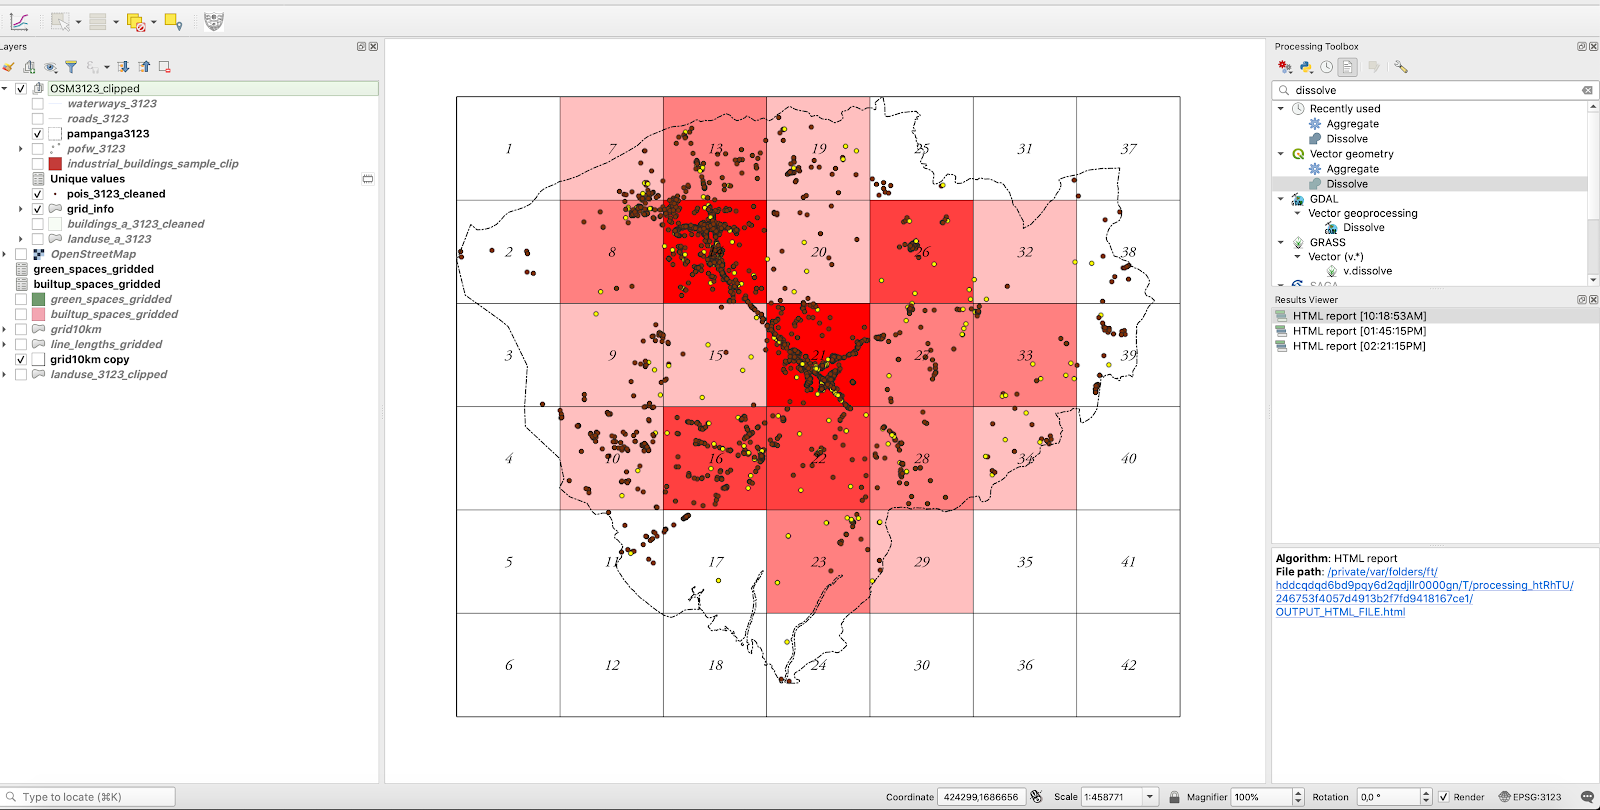 Layers
OSM3123_clipped
waterways_3123
roads_3123
pampanga3123
pofw_3123
industrial_buildings_sample_clip
Unique values
pois_3123_cleaned
grid_info
buildings_a_3123_cleaned
landuse_a_3123
OpenStreetMap
green_spaces_gridded
builtup_spaces_gridded
green_spaces_gridded
builtup_spaces_gridded
grid10km
line_lengths_gridded
grid10km copy
landuse_3123_clipped
1 7 13 19 25 31 37
2 8 20 26 32 38
3 9 15 21 33 39
4 10 16 22 28 34 40
5 11 17 23 29 35 41
6 12 18 24 30 36 42
Processing Toolbox
dissolve
Recently used
Aggregate
Dissolve
Vector geometry
Aggregate
Dissolve
GDAL
Vector geoprocessing
Dissolve
GRASS
Vector (v.*)
v.dissolve
SAGA
Results Viewer
HTML report [10:18:53AM]
HTML report [01:45:15PM]
HTML report [02:21:15PM]
Algorithm: HTML report
File path: /private/var/folders/ft/
hddcqdqd6bd9pqy6d2qdjllr0000gn/T/processing_htRhTU/
246753f4057d4913b2f7fd9418167ce1/
OUTPUT_HTML_FILE.html
Type to locate (⌘K)
Coordinate 424299,1686656 Scale 1:458771 Magnifier 100% Rotation 0,0 ° Render EPSG:3123